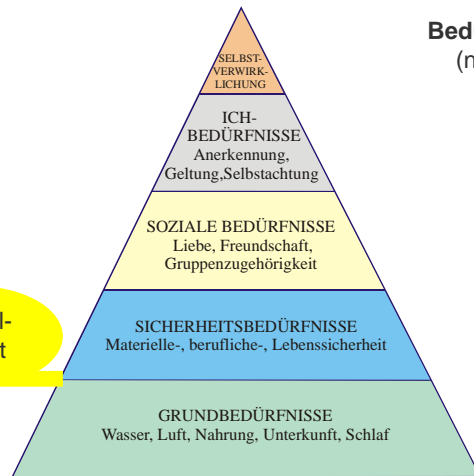 Bed
(n
SELBST-
VERWIRK-
LICHUNG
ICH-
BEDÜRFNISSE
Anerkennung,
Geltung,Selbstachtung
SOZIALE BEDÜRFNISSE
Liebe, Freundschaft,
Gruppenzugehörigkeit
l-
t
SICHERHEITSBEDÜRFNISSE
Materielle-, berufliche-, Lebenssicherheit
GRUNDBEDÜRFNISSE
Wasser, Luft, Nahrung, Unterkunft, Schlaf